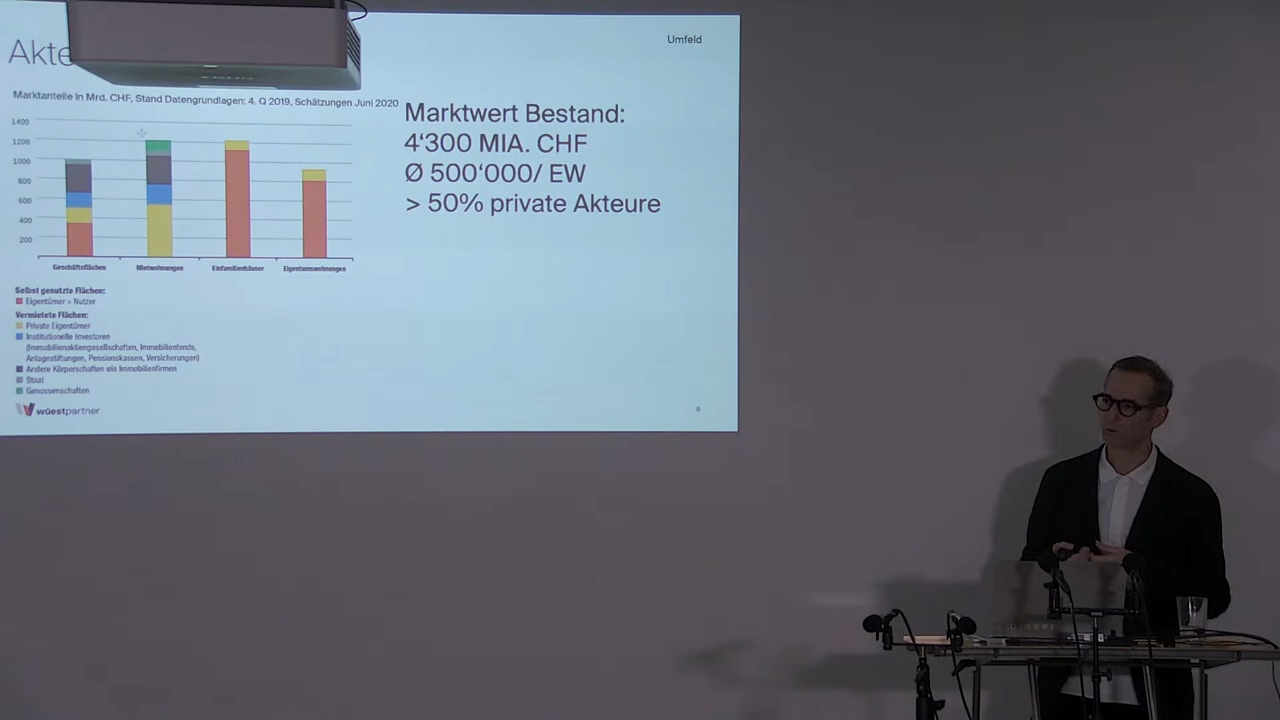 Umfeld
Akte
Marktanteile in Mrd. CHF, Stand Datengrundlagen: 4. Q 2019, Schätzungen Juni 2020
1400
1200
1000
800
600
400
200
Geschäftsflächen Mietwohnungen Einfamilienhäuser Eigentumswohnungen
Selbst genutzte Flächen:
Eigentümer = Nutzer
Vermietete Flächen:
Private Eigentümer
Institutionelle Investoren
(Immobilienaktiengesellschaften, Immobilienfonds,
Anlagestiftungen, Pensionskassen, Versicherungen)
Andere Körperschaften wie Immobilienfirmen
Staat
Genossenschaften
wüestpartner
Marktwert Bestand:
4‘300 MIA. CHF
Ø 500‘000/ EW
> 50% private Akteure